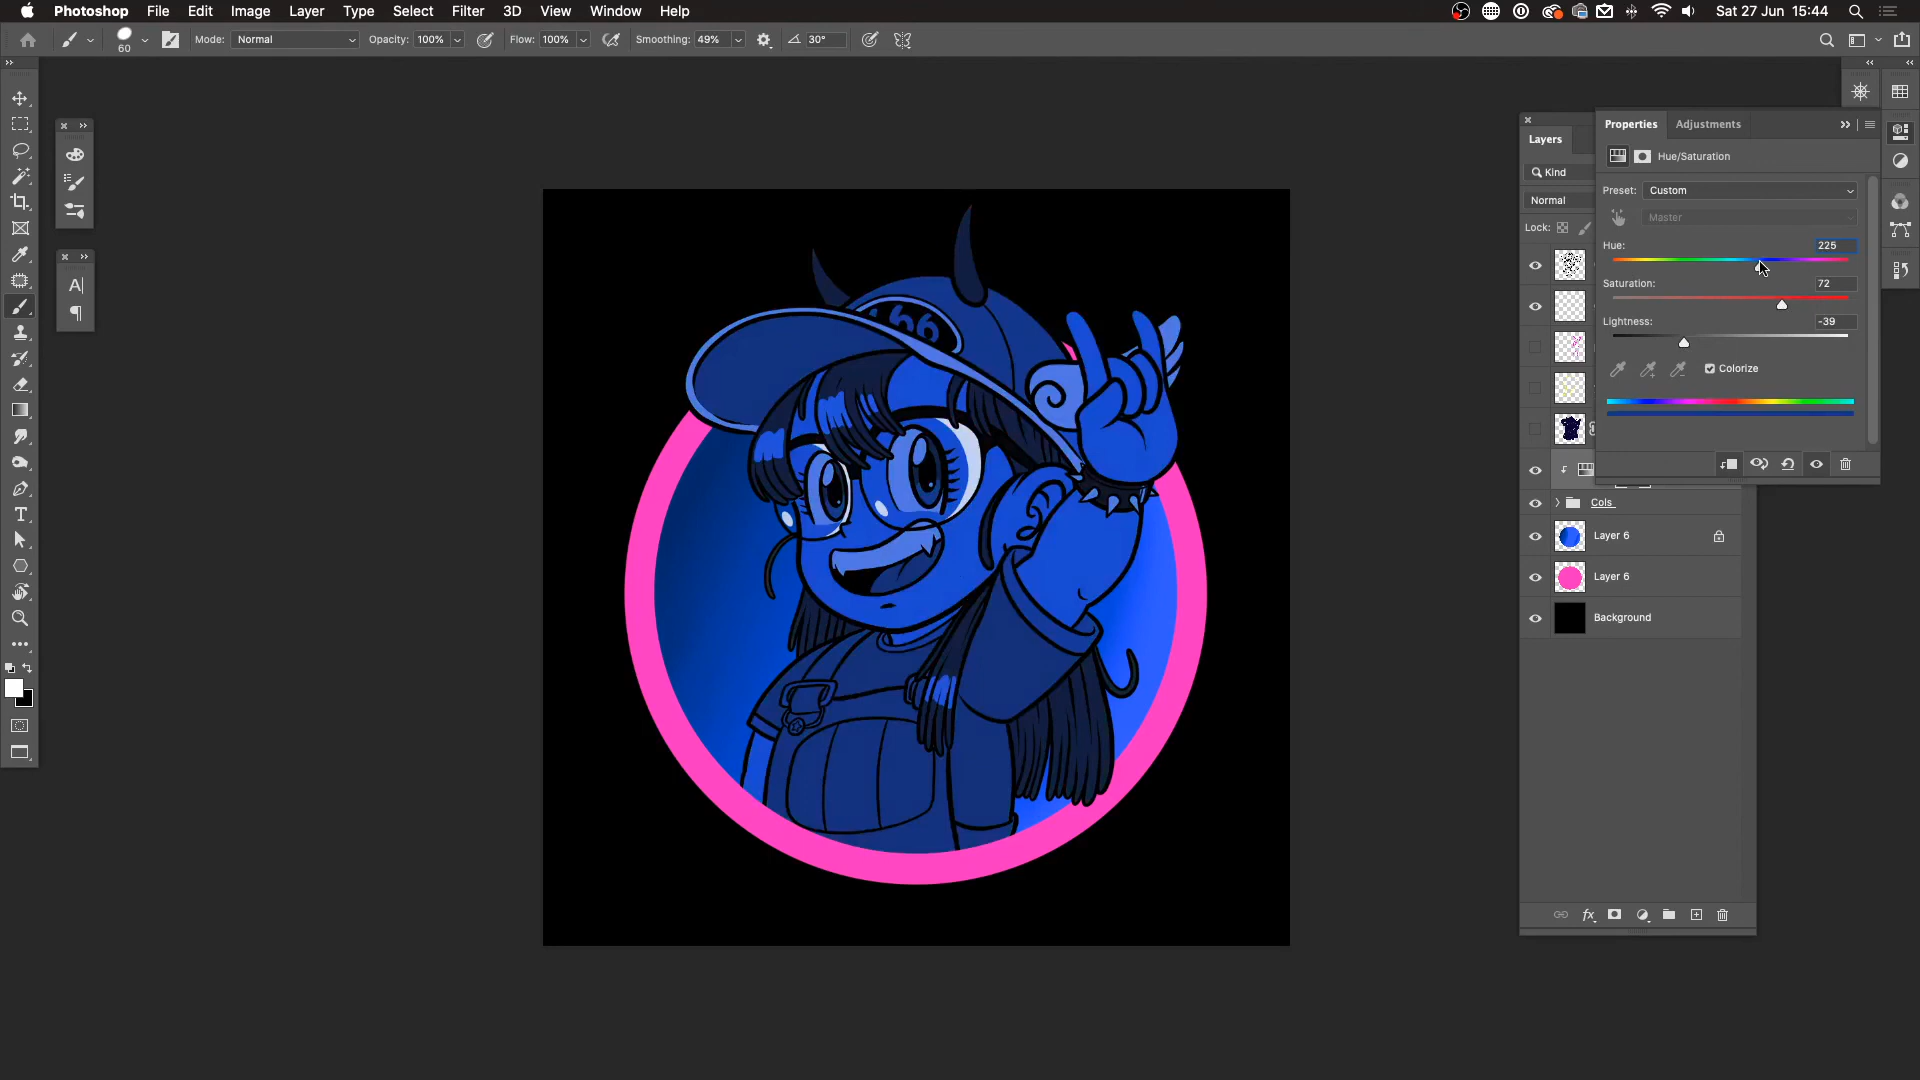 Photoshop File Edit Image Layer Type Select Filter 3D View Window Help Sat 27 Jun 15:44
60 Mode: Normal Opacity: 100% Flow: 100% Smoothing: 49% 30°
Layers
Properties Adjustments
Hue/Saturation
Kind
Preset: Custom
Normal
Master
Lock:
Hue: 225
Saturation: 72
Lightness: -39
Colorize
Cols
Layer 6
Layer 6
Background
A
¶
T
fx